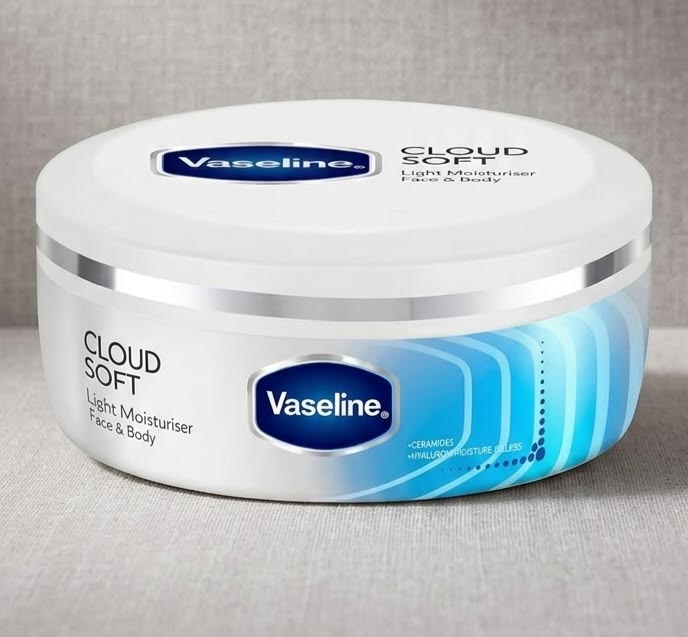 Vaseline®
CLOUD
SOFT
Light Moisturiser
Face & Body
CLOUD
SOFT
Light Moisturiser
Face & Body
Vaseline®
+CERAMIDES